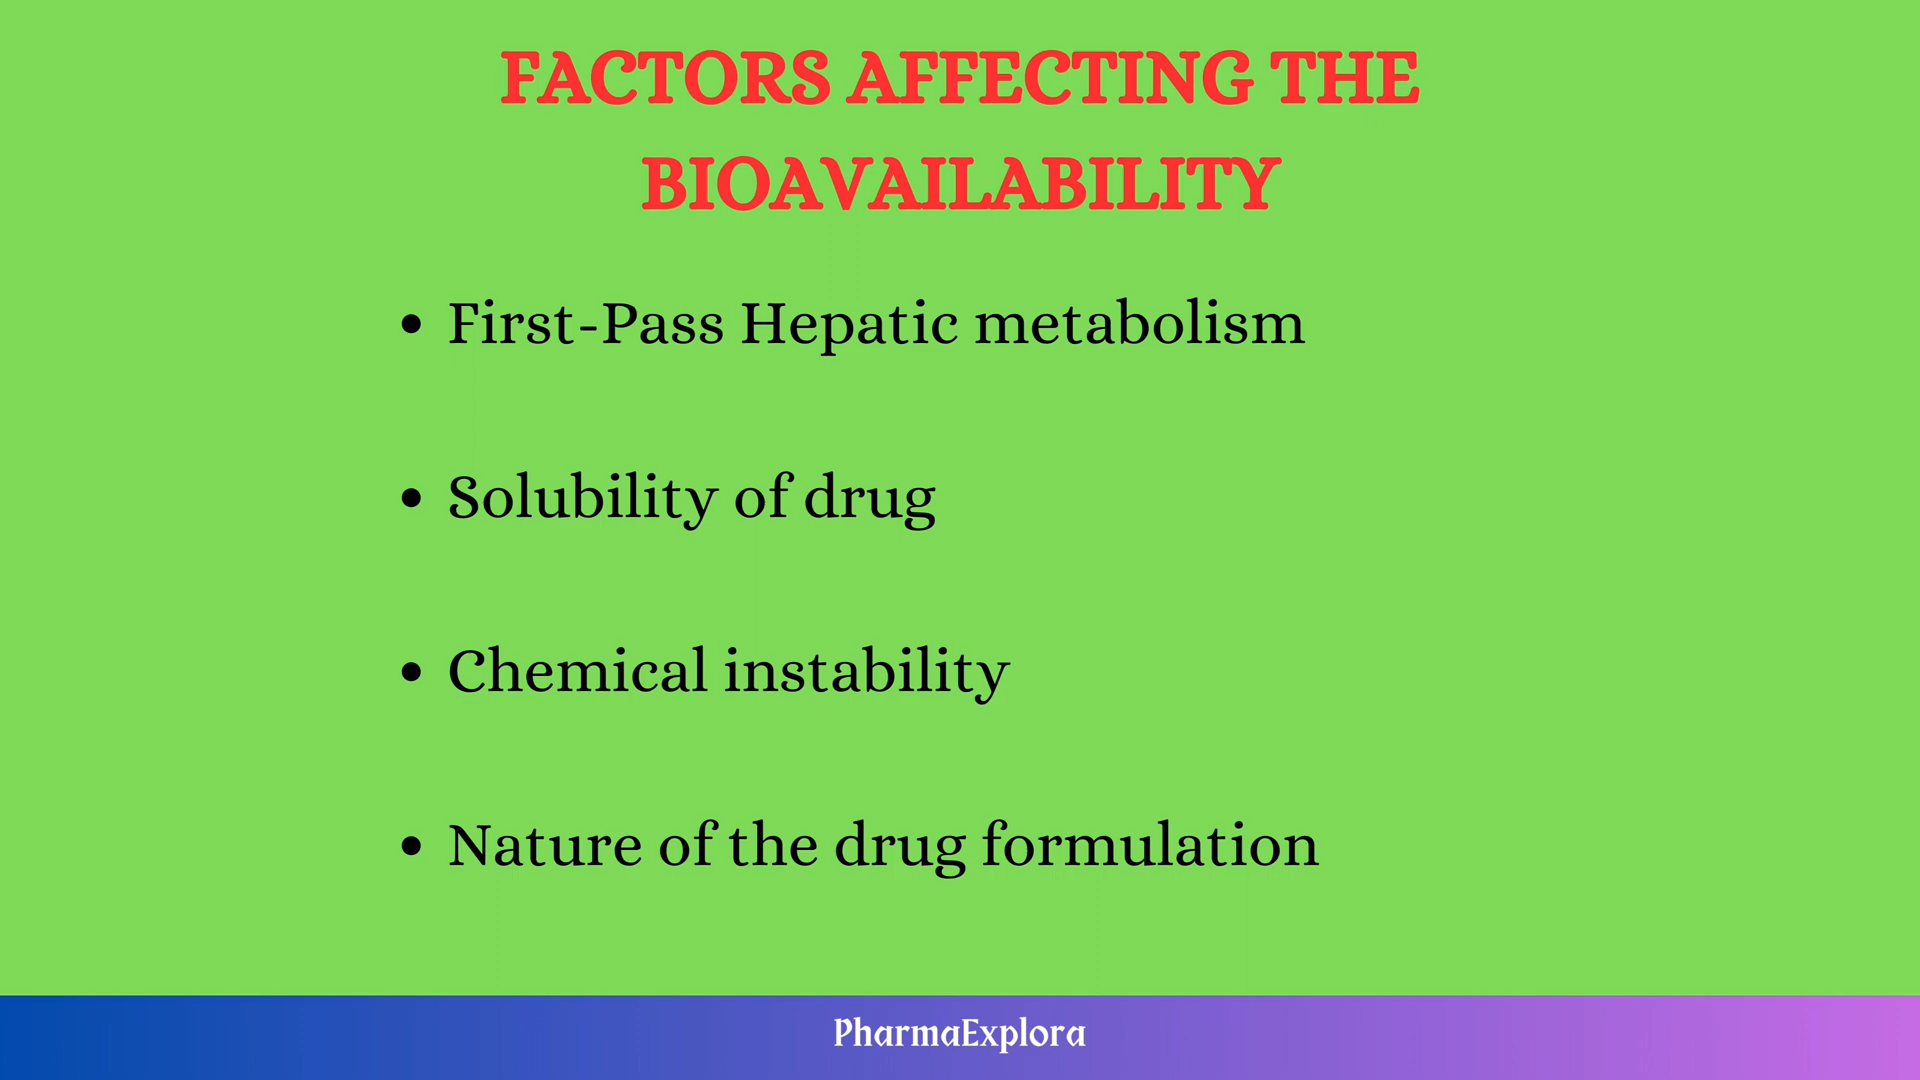 FACTORS AFFECTING THE
BIOAVAILABILITY
• First-Pass Hepatic metabolism
• Solubility of drug
• Chemical instability
• Nature of the drug formulation
PharmaExplora